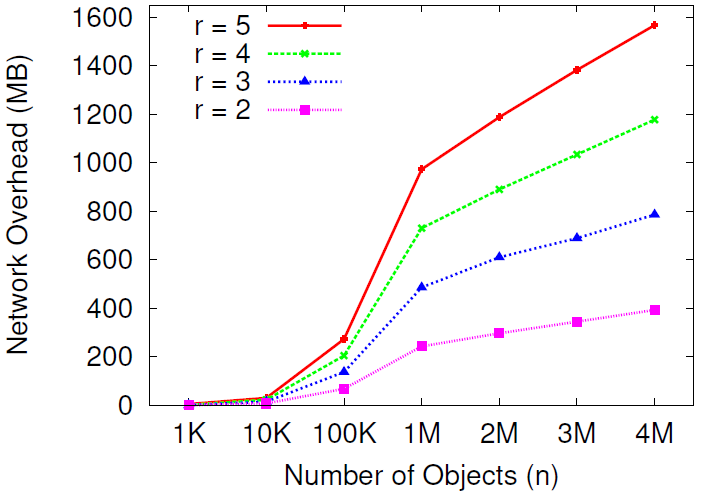 1600
1400
1200
1000
800
600
400
200
0
Network Overhead (MB)
r = 5
r = 4
r = 3
r = 2
1K 10K 100K 1M 2M 3M 4M
Number of Objects (n)